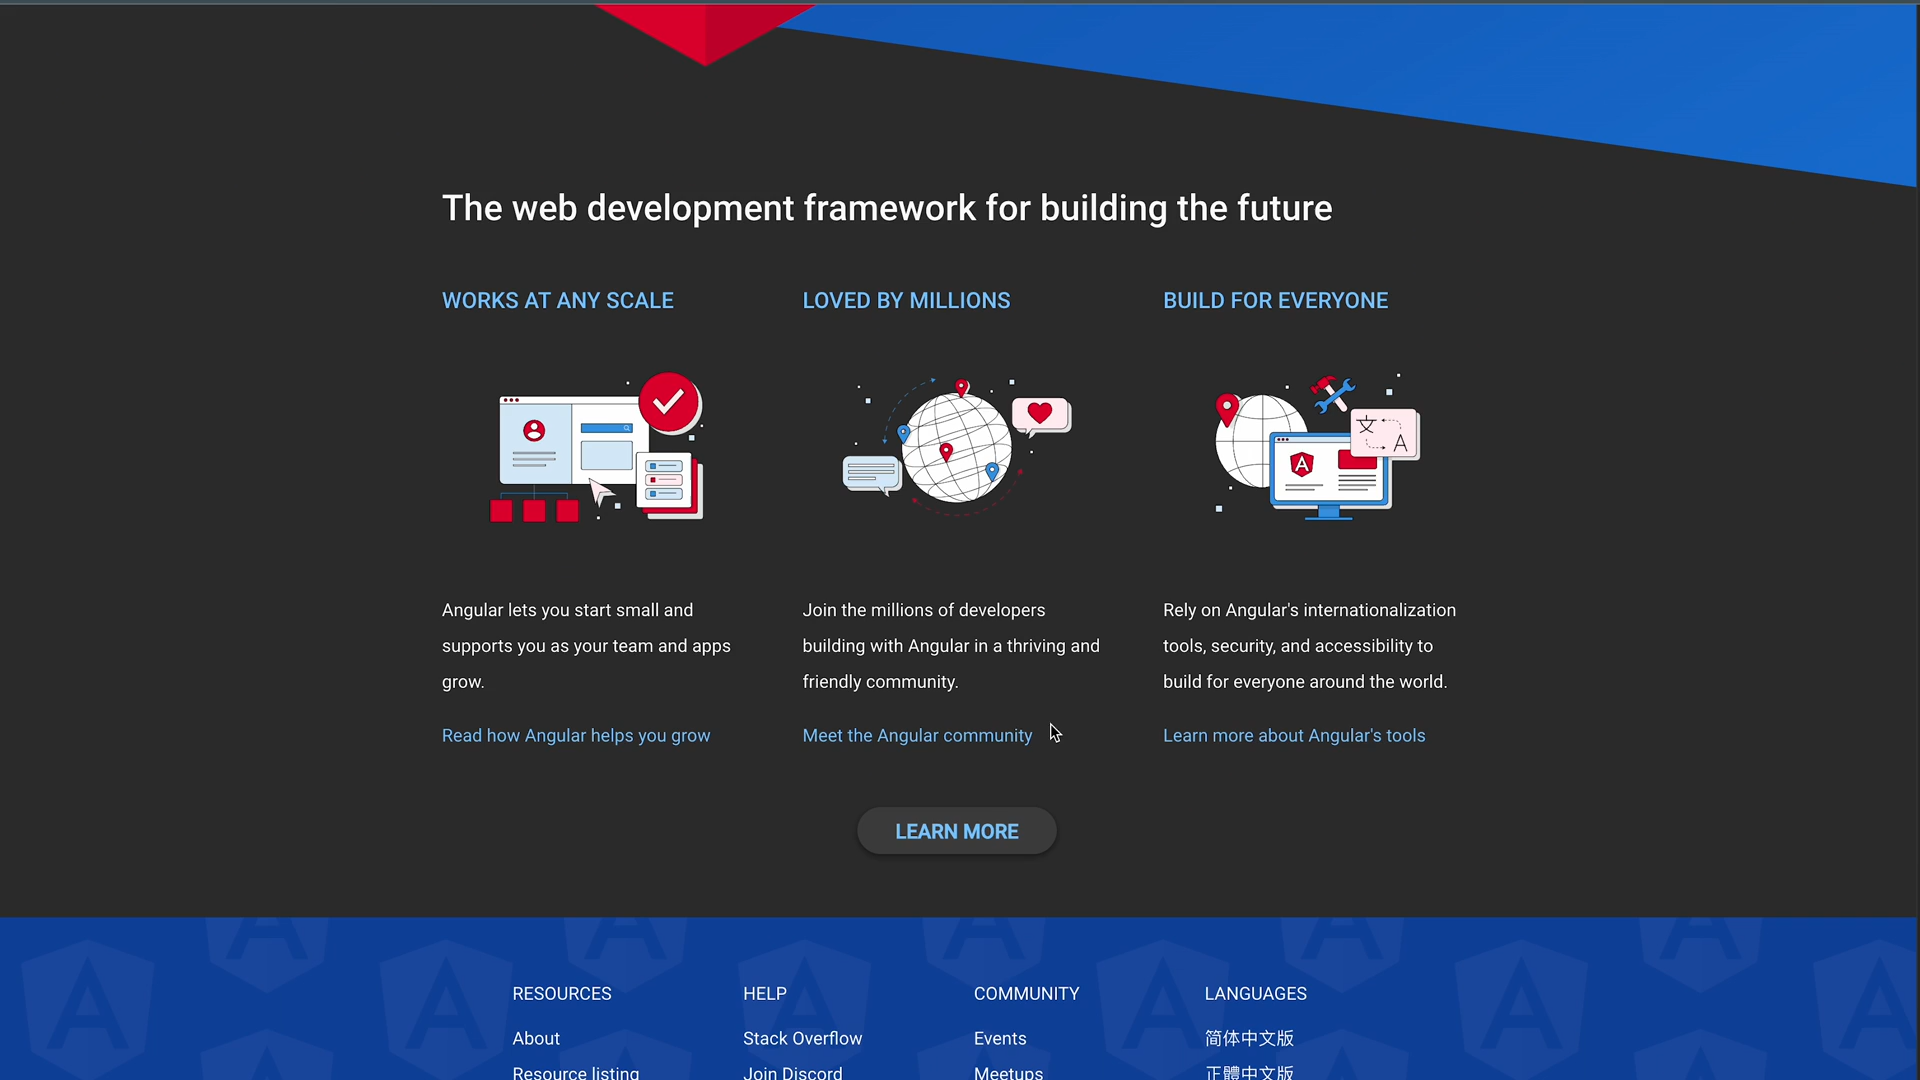 The web development framework for building the future
WORKS AT ANY SCALE
Angular lets you start small and
supports you as your team and apps
grow.
Read how Angular helps you grow
LOVED BY MILLIONS
Join the millions of developers
building with Angular in a thriving and
friendly community.
Meet the Angular community
BUILD FOR EVERYONE
文
A
A
Rely on Angular's internationalization
tools, security, and accessibility to
build for everyone around the world.
Learn more about Angular's tools
LEARN MORE
RESOURCES
About
Resource listing
HELP
Stack Overflow
Join Discord
COMMUNITY
Events
Meetups
LANGUAGES
简体中文版
正體中文版